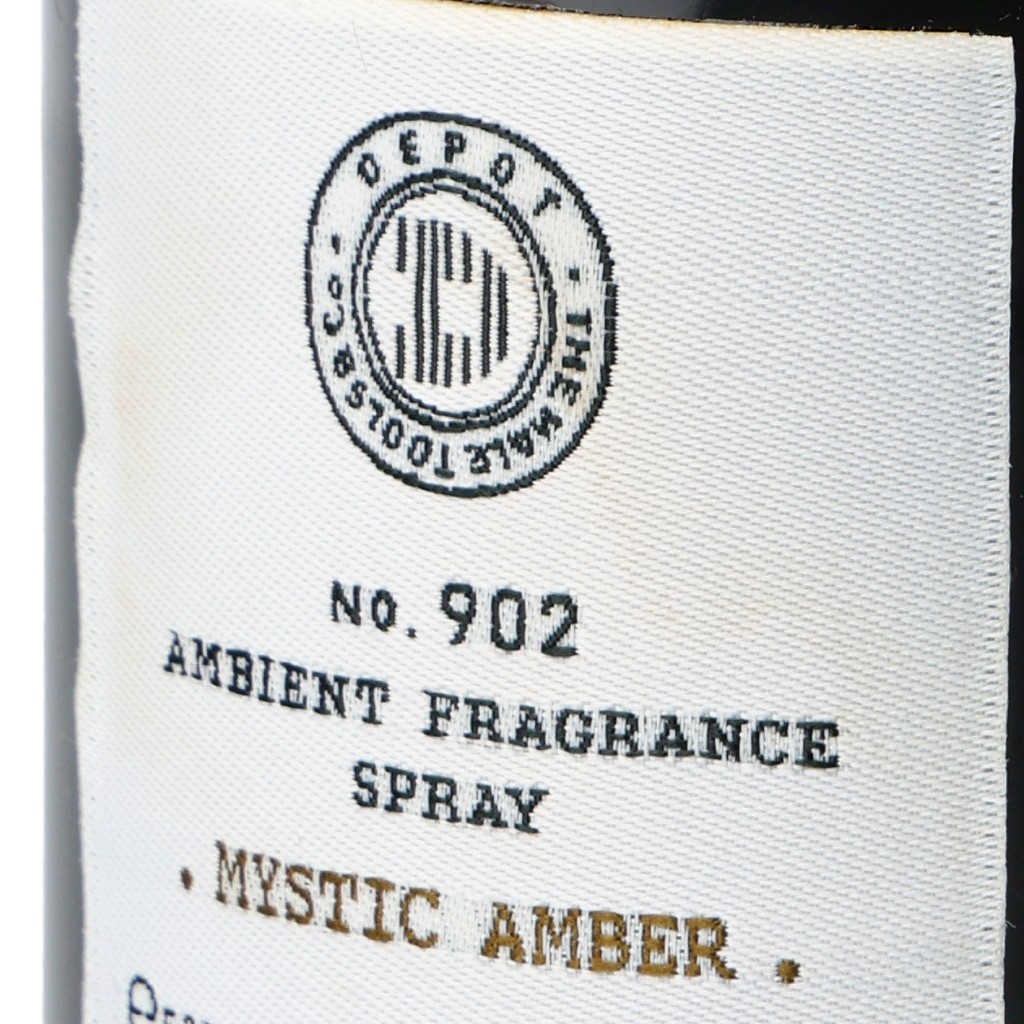 DEPOT
THE MALE TOOLS & Co
No. 902
AMBIENT FRAGRANCE
SPRAY
· MYSTIC AMBER ·